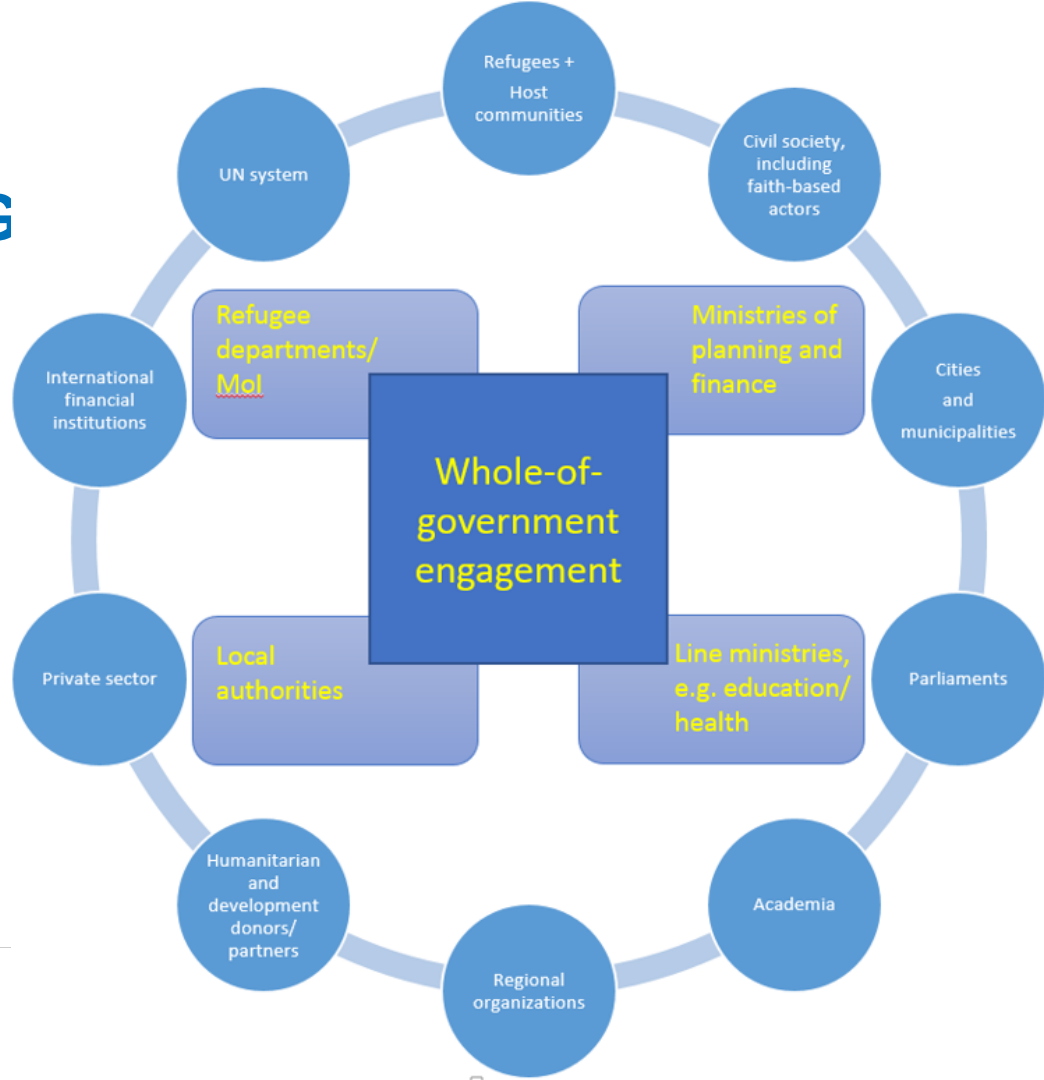 Refugees +
Host
communities
UN system
Civil society,
including
faith-based
actors
G
Refugee
departments/
MoI
Ministries of
planning and
finance
International
financial
institutions
Cities
and
municipalities
Whole-of-
government
engagement
Private sector
Local
authorities
Line ministries,
e.g. education/
health
Parliaments
Humanitarian
and
development
donors/
partners
Academia
Regional
organizations